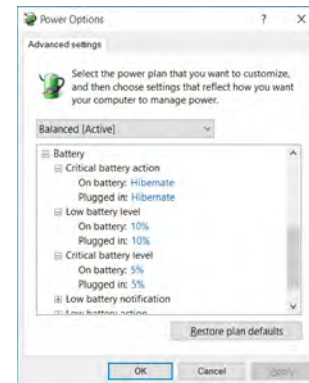 Power Options
Advanced settings
Select the power plan that you want to customize,
and then choose settings that reflect how you want
your computer to manage power.
Balanced [Active]
Battery
Critical battery action
On battery: Hibernate
Plugged in: Hibernate
Low battery level
On battery: 10%
Plugged in: 10%
Critical battery level
On battery: 5%
Plugged in: 5%
Low battery notification
Low battery action
Restore plan defaults
OK Cancel Apply